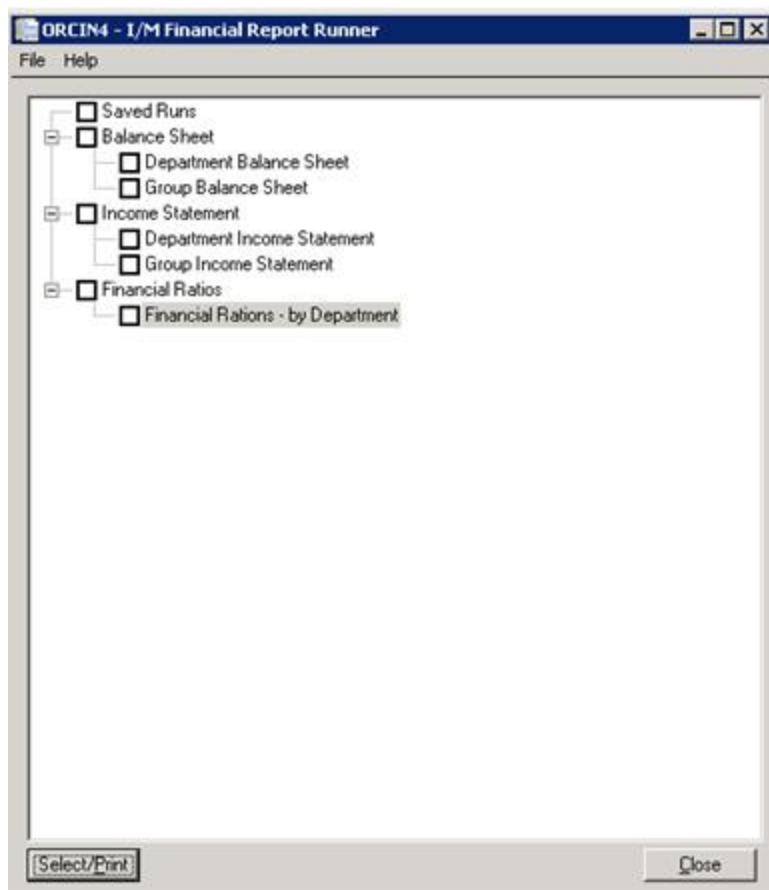 ORCIN4 - I/M Financial Report Runner
File Help
Saved Runs
Balance Sheet
Department Balance Sheet
Group Balance Sheet
Income Statement
Department Income Statement
Group Income Statement
Financial Ratios
Financial Rations - by Department
Select/Print Close